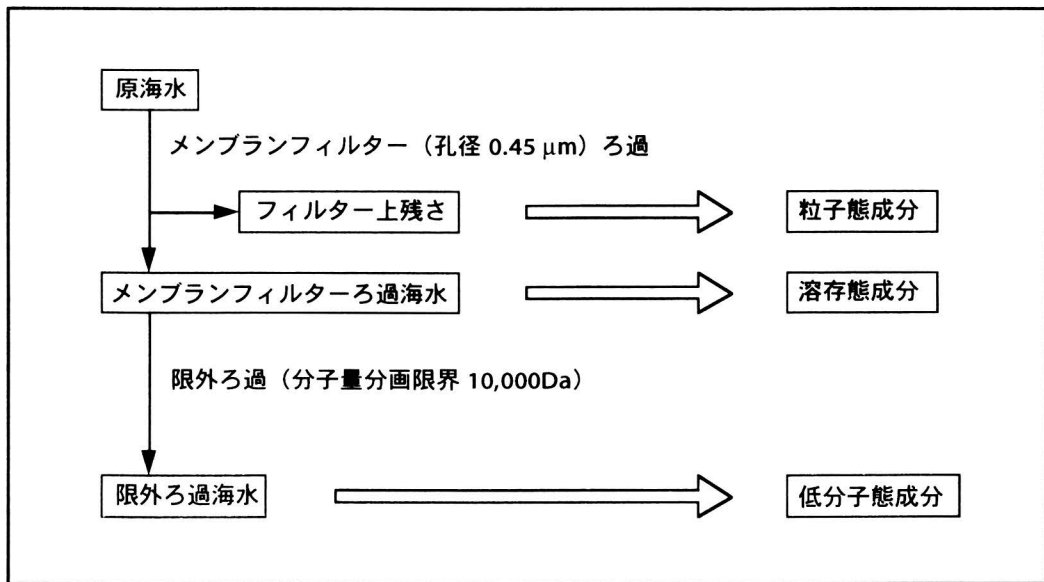 原海水
メンブランフィルター（孔径 0.45 μm）ろ過
フィルター上残さ
粒子態成分
メンブランフィルターろ過海水
溶存態成分
限外ろ過（分子量分画限界 10,000Da）
限外ろ過海水
低分子態成分